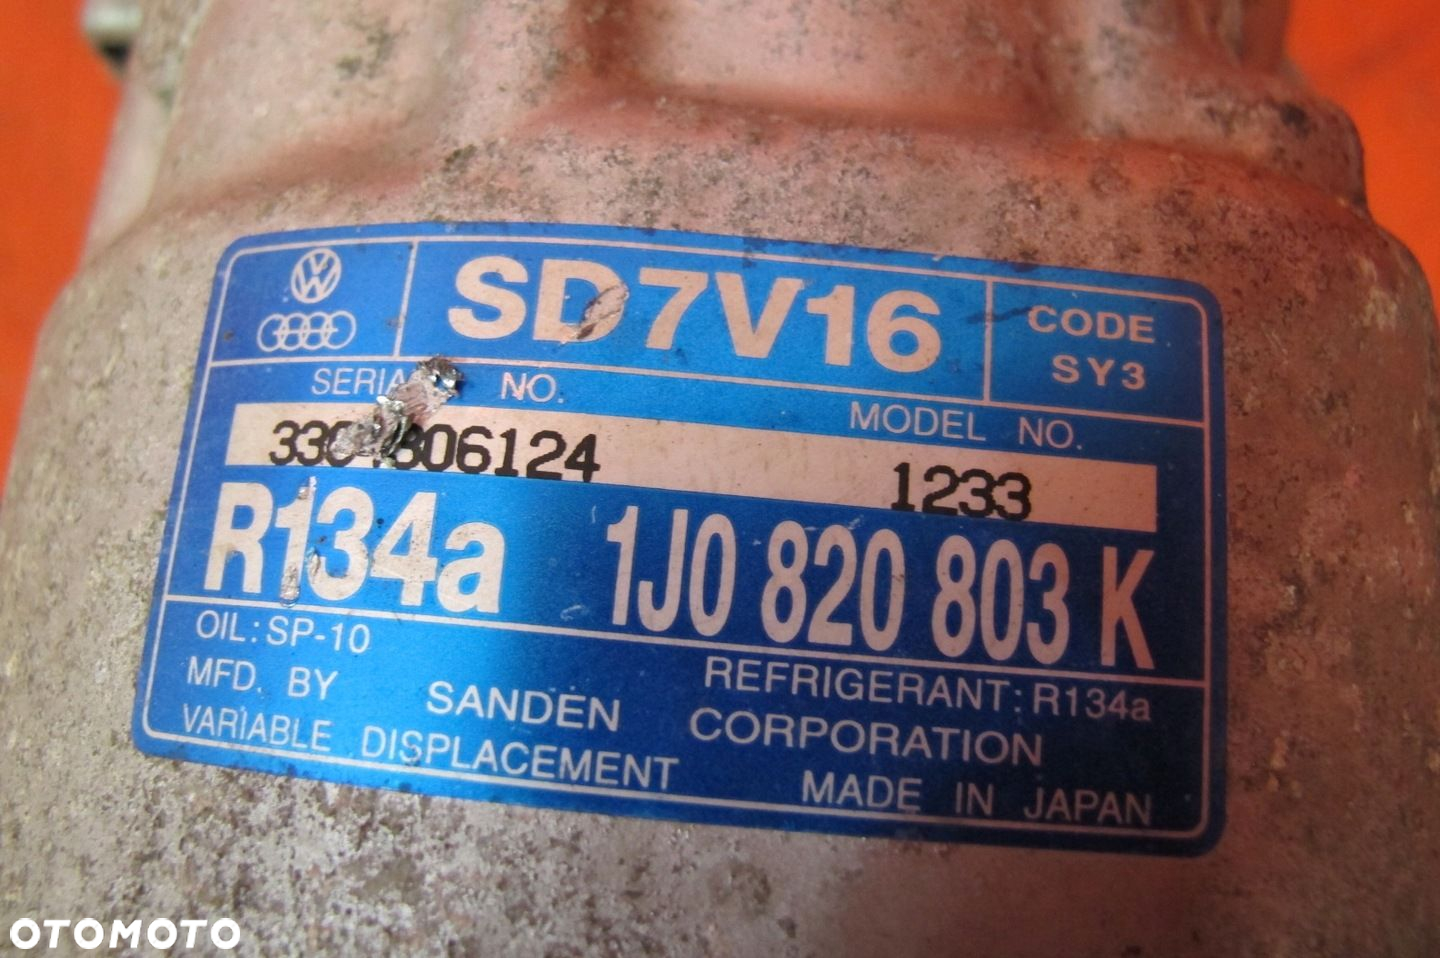 SD7V16
CODE
SY3
NO.
MODEL NO.
1233
R134a 1J0 820 803 K
OIL: SP-10
REFRIGERANT: R134a
MFD. BY SANDEN CORPORATION
VARIABLE DISPLACEMENT MADE IN JAPAN
OTOMOTO